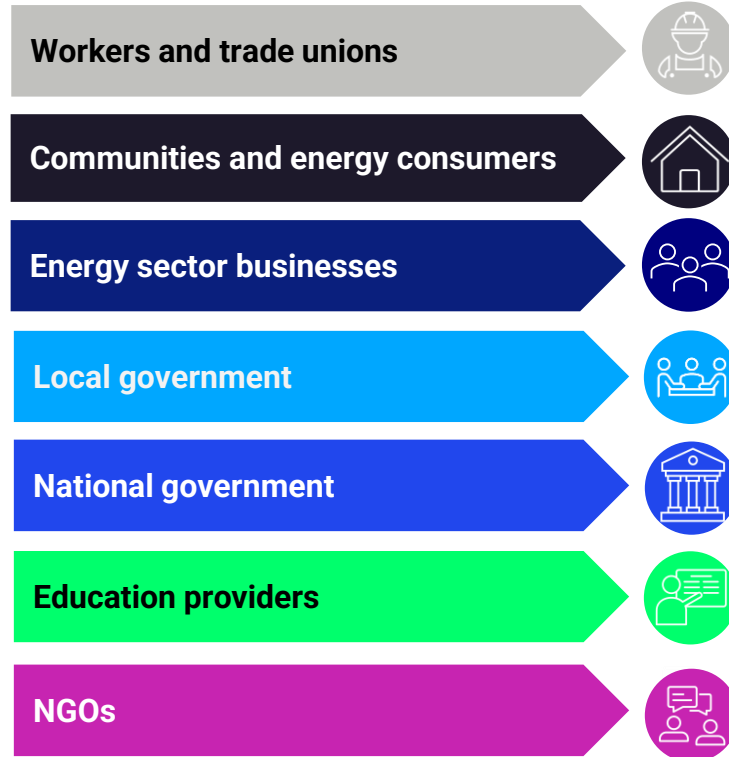 Workers and trade unions
Communities and energy consumers
Energy sector businesses
Local government
National government
Education providers
NGOs